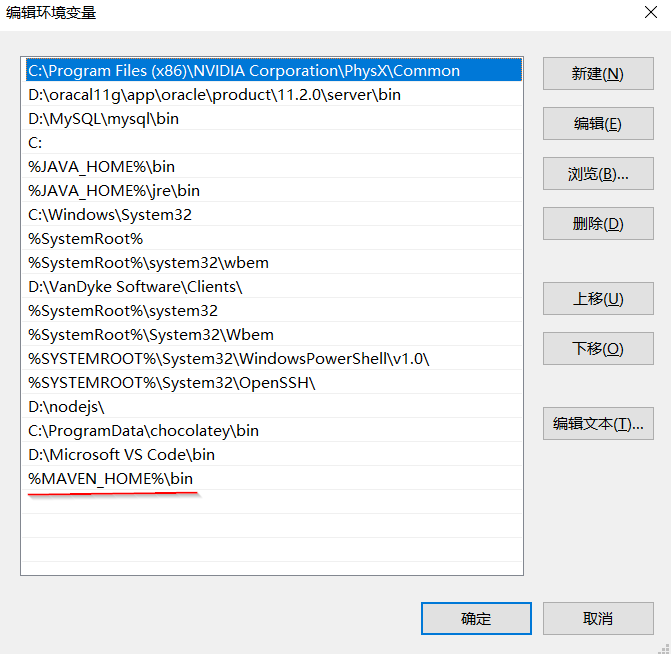 编辑环境变量
C:\Program Files (x86)\NVIDIA Corporation\PhysX\Common
D:\oracal11g\app\oracle\product\11.2.0\server\bin
D:\MySQL\mysql\bin
C:
%JAVA_HOME%\bin
%JAVA_HOME%\jre\bin
C:\Windows\System32
%SystemRoot%
%SystemRoot%\system32\wbem
D:\VanDyke Software\Clients\
%SystemRoot%\system32
%SystemRoot%\System32\Wbem
%SYSTEMROOT%\System32\WindowsPowerShell\v1.0\
%SYSTEMROOT%\System32\OpenSSH\
D:\nodejs\
C:\ProgramData\chocolatey\bin
D:\Microsoft VS Code\bin
%MAVEN_HOME%\bin
新建(N)
编辑(E)
浏览(B)...
删除(D)
上移(U)
下移(O)
编辑文本(T)...
确定
取消